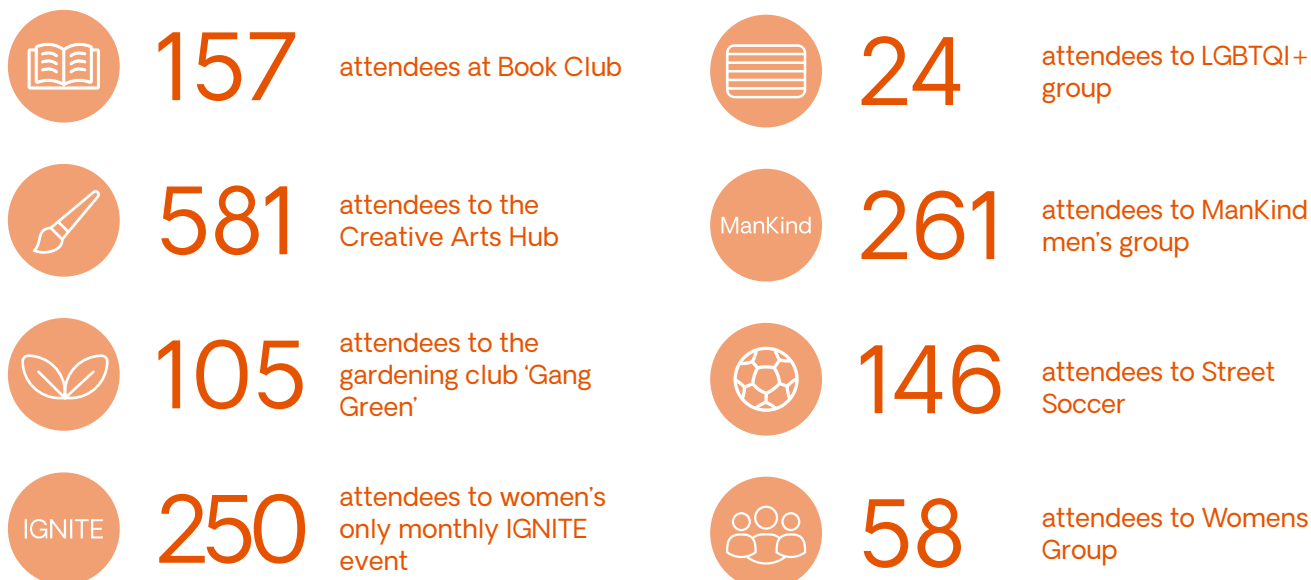 157
attendees at Book Club
24
attendees to LGBTQI+
group
581
attendees to the
Creative Arts Hub
ManKind
261
attendees to ManKind
men's group
105
attendees to the
gardening club ‘Gang
Green’
146
attendees to Street
Soccer
IGNITE
250
attendees to women's
only monthly IGNITE
event
58
attendees to Womens
Group